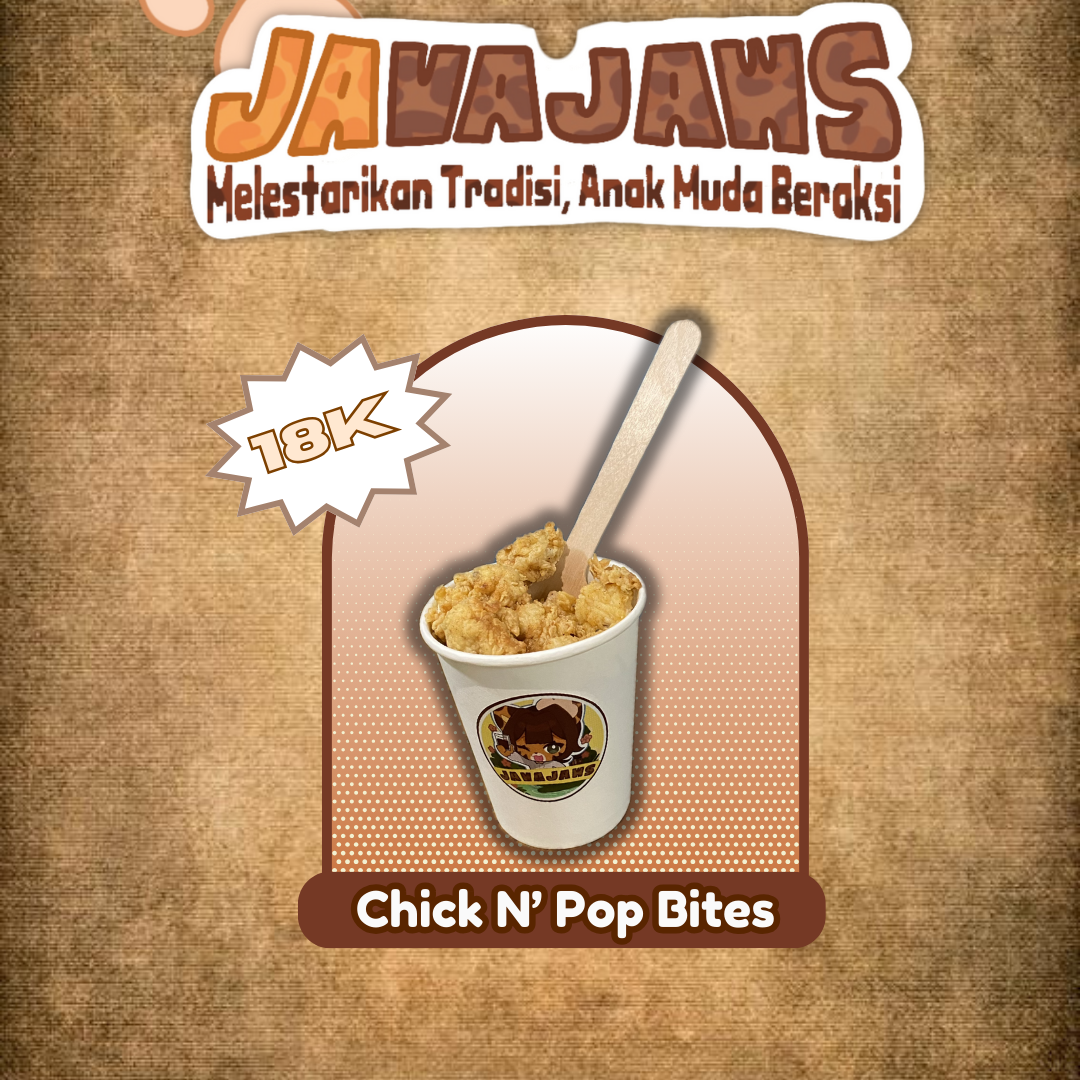 JAVAJAWS
Melestarikan Tradisi, Anak Muda Beraksi
18K
JAVAJAWS
Chick N' Pop Bites